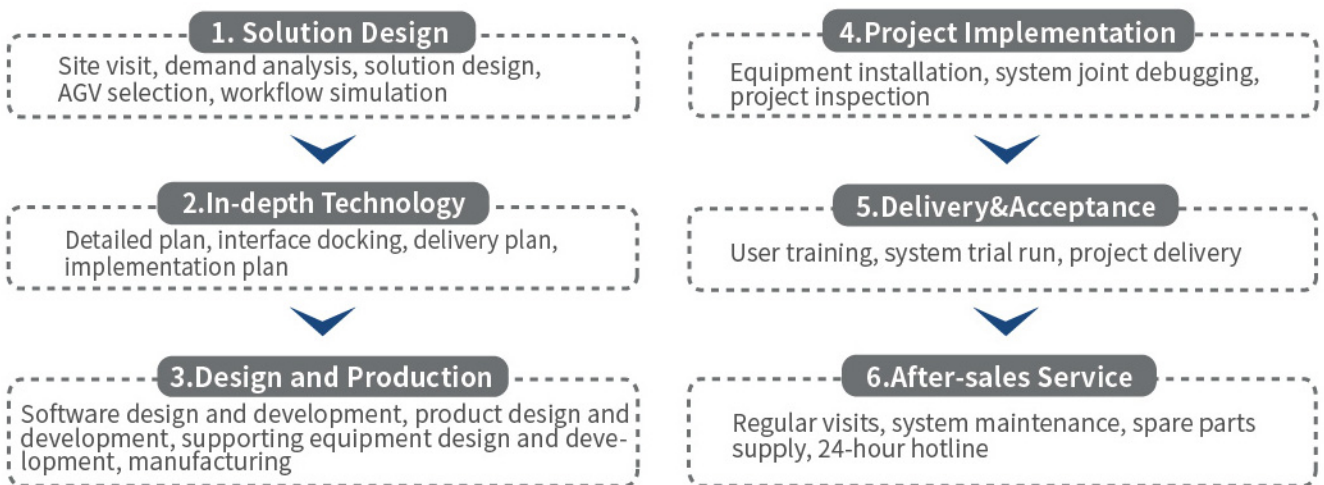 1. Solution Design
Site visit, demand analysis, solution design,
AGV selection, workflow simulation
2.In-depth Technology
Detailed plan, interface docking, delivery plan,
implementation plan
3.Design and Production
Software design and development, product design and
development, supporting equipment design and deve-
lopment, manufacturing
4.Project Implementation
Equipment installation, system joint debugging,
project inspection
5.Delivery&Acceptance
User training, system trial run, project delivery
6.After-sales Service
Regular visits, system maintenance, spare parts
supply, 24-hour hotline